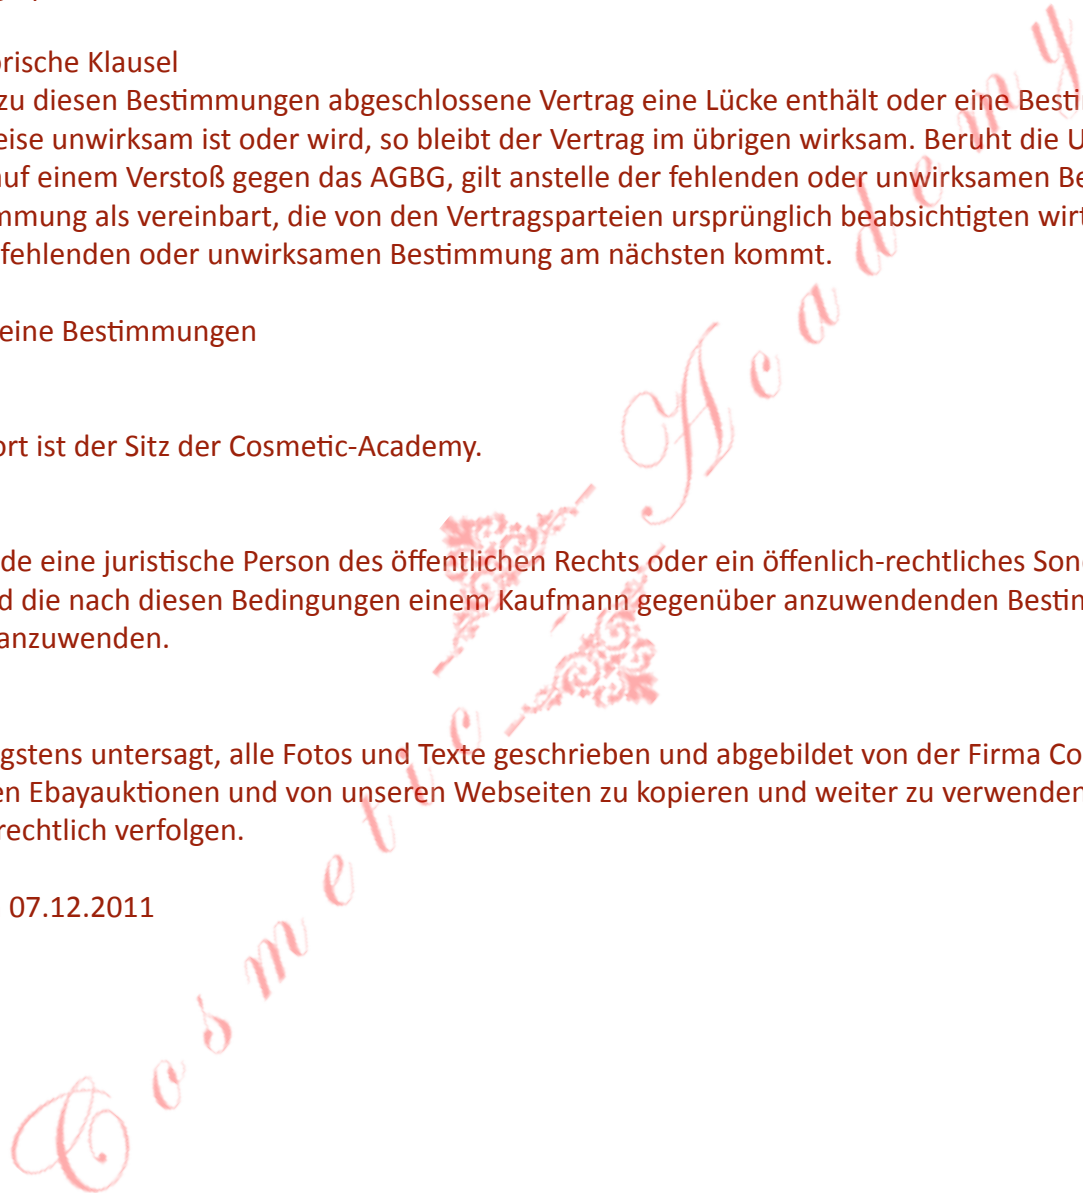 rische Klausel
zu diesen Bestimmungen abgeschlossene Vertrag eine Lücke enthält oder eine Besti
eise unwirksam ist oder wird, so bleibt der Vertrag im übrigen wirksam. Beruht die U
auf einem Verstoß gegen das AGBG, gilt anstelle der fehlenden oder unwirksamen Be
mmung als vereinbart, die von den Vertragsparteien ursprünglich beabsichtigten wirt
fehlenden oder unwirksamen Bestimmung am nächsten kommt.
eine Bestimmungen
ort ist der Sitz der Cosmetic-Academy.
de eine juristische Person des öffentlichen Rechts oder ein öffenlich-rechtliches Son
d die nach diesen Bedingungen einem Kaufmann gegenüber anzuwendenden Bestim
anzuwenden.
gstens untersagt, alle Fotos und Texte geschrieben und abgebildet von der Firma Co
en Ebayauktionen und von unseren Webseiten zu kopieren und weiter zu verwenden
rechtlich verfolgen.
07.12.2011
Cosmetic - Academy